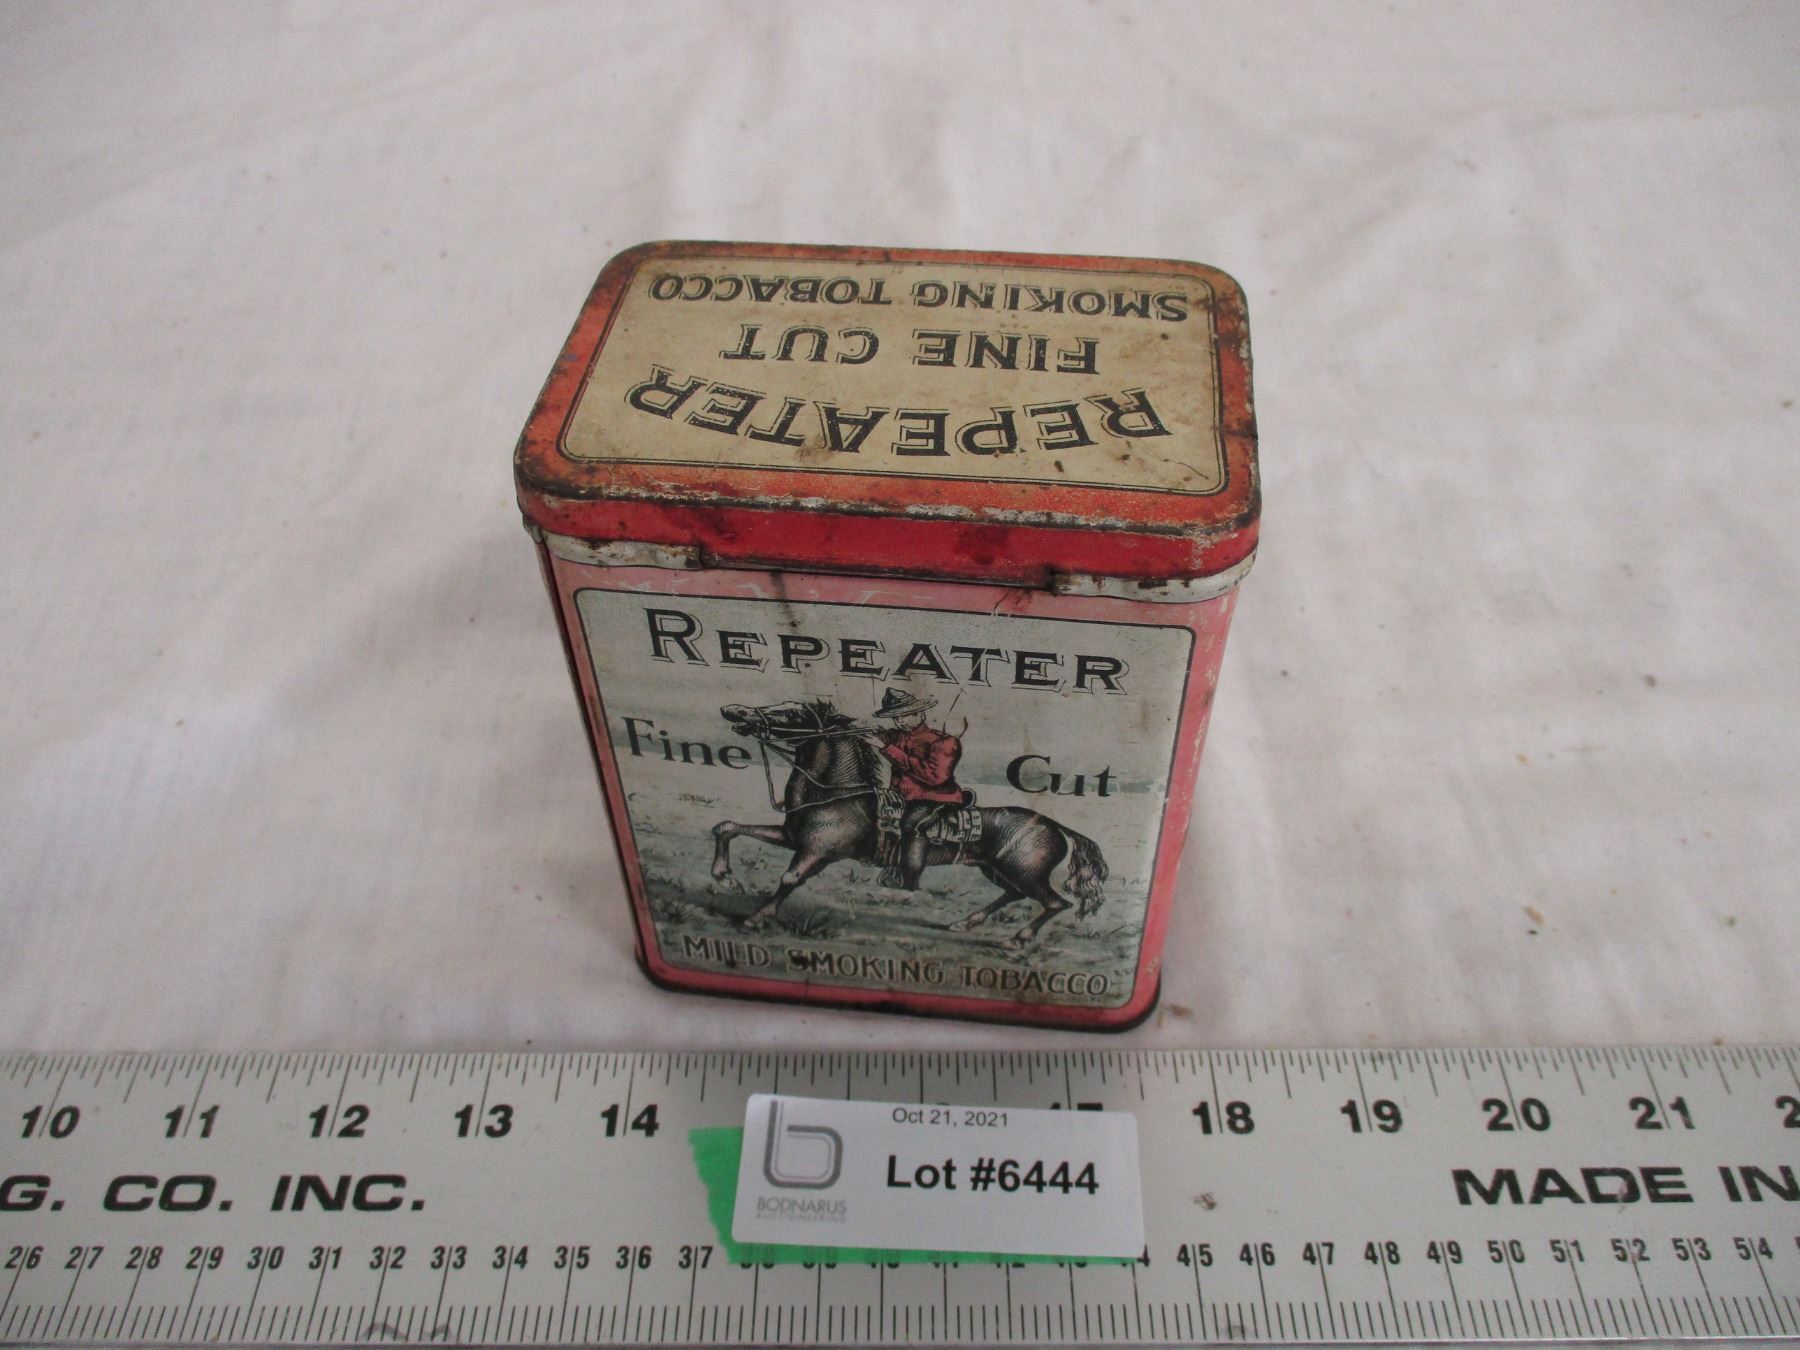 REPEATER
FINE CUT
SMOKING TOBACCO
REPEATER
Fine Cut
MILD SMOKING TOBACCO
10 11 12 13 14 17 18 19 20 21 2
Oct 21, 2021
Lot #6444
BODNARUS
AUCTIONEERING
G. CO. INC. MADE IN
26 27 28 29 30 31 32 33 34 35 36 37 45 46 47 48 49 50 51 52 53 54